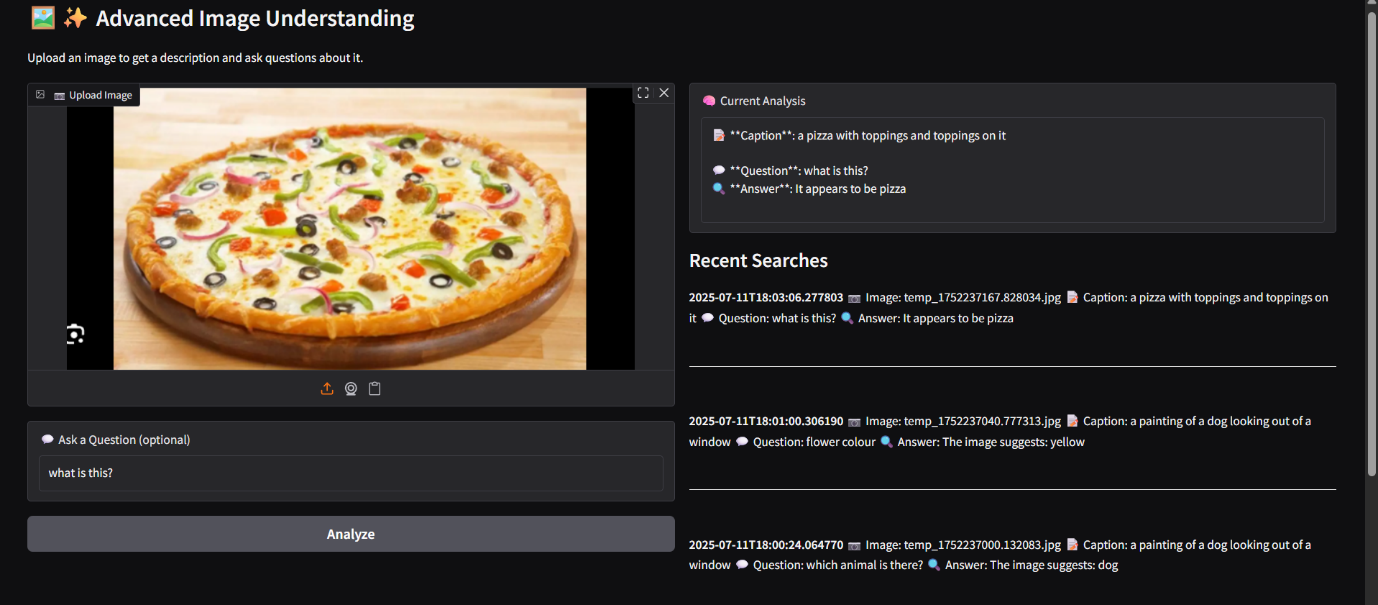 🖼️ ✨ Advanced Image Understanding
Upload an image to get a description and ask questions about it.
Upload Image
💬 Ask a Question (optional)
what is this?
Analyze
🧠 Current Analysis
📝 **Caption**: a pizza with toppings and toppings on it
💬 **Question**: what is this?
🔍 **Answer**: It appears to be pizza
Recent Searches
2025-07-11T18:03:06.277803 📷 Image: temp_1752237167.828034.jpg 📝 Caption: a pizza with toppings and toppings on
it 💬 Question: what is this? 🔍 Answer: It appears to be pizza
2025-07-11T18:01:00.306190 📷 Image: temp_1752237040.777313.jpg 📝 Caption: a painting of a dog looking out of a
window 💬 Question: flower colour 🔍 Answer: The image suggests: yellow
2025-07-11T18:00:24.064770 📷 Image: temp_1752237000.132083.jpg 📝 Caption: a painting of a dog looking out of a
window 💬 Question: which animal is there? 🔍 Answer: The image suggests: dog